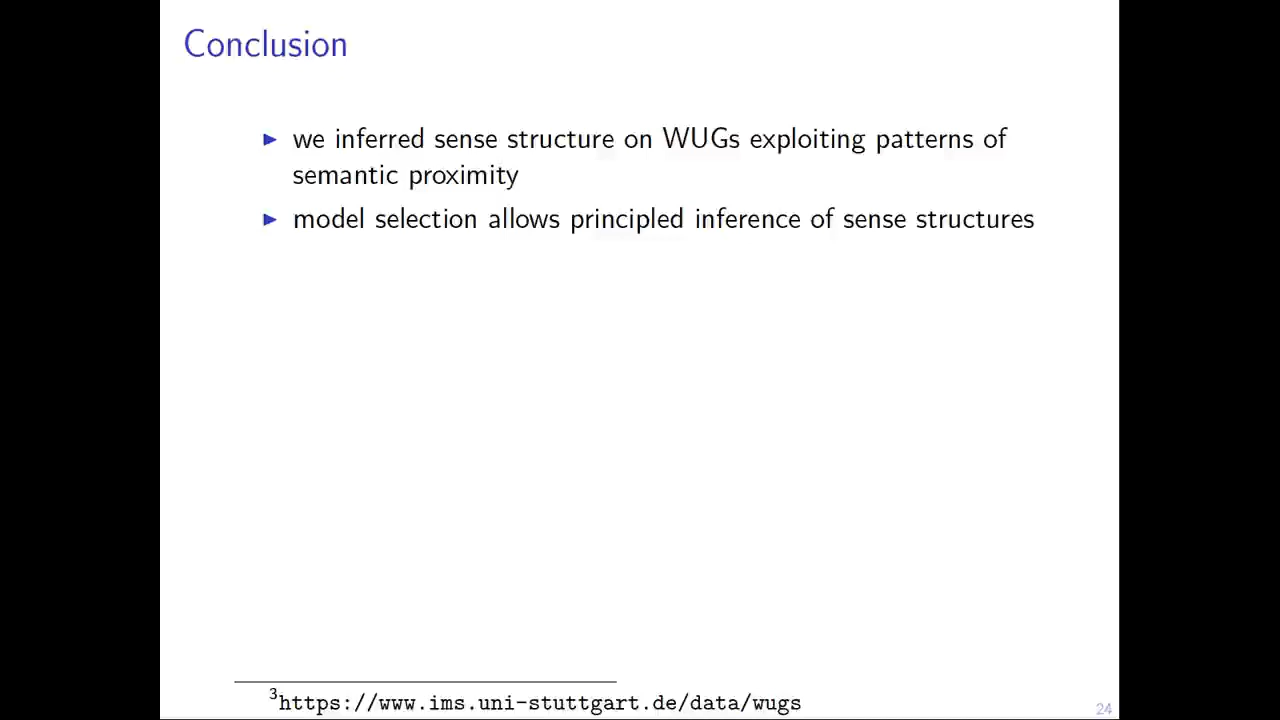 Conclusion
▶ we inferred sense structure on WUGs exploiting patterns of
semantic proximity
▶ model selection allows principled inference of sense structures
³https://www.ims.uni-stuttgart.de/data/wugs
24